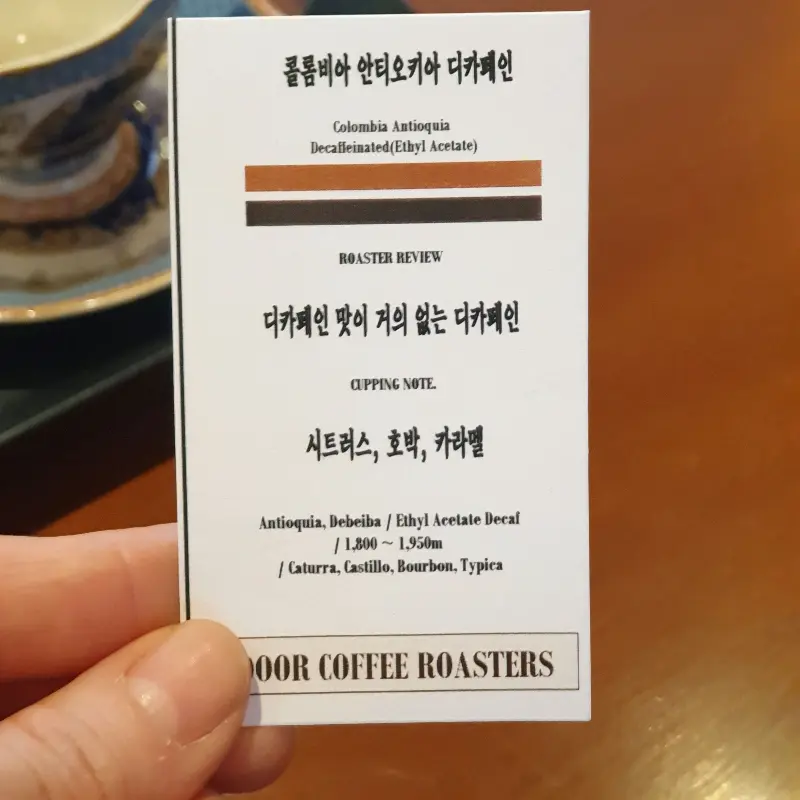 콜롬비아 안티오키아 디카페인
Colombia Antioquia
Decaffeinated(Ethyl Acetate)
ROASTER REVIEW
디카페인 맛이 거의 없는 디카페인
CUPPING NOTE.
시트러스, 호박, 카라멜
Antioquia, Debeiba / Ethyl Acetate Decaf
/ 1,800 ~ 1,950m
/ Caturra, Castillo, Bourbon, Typica
COFFEE ROASTERS